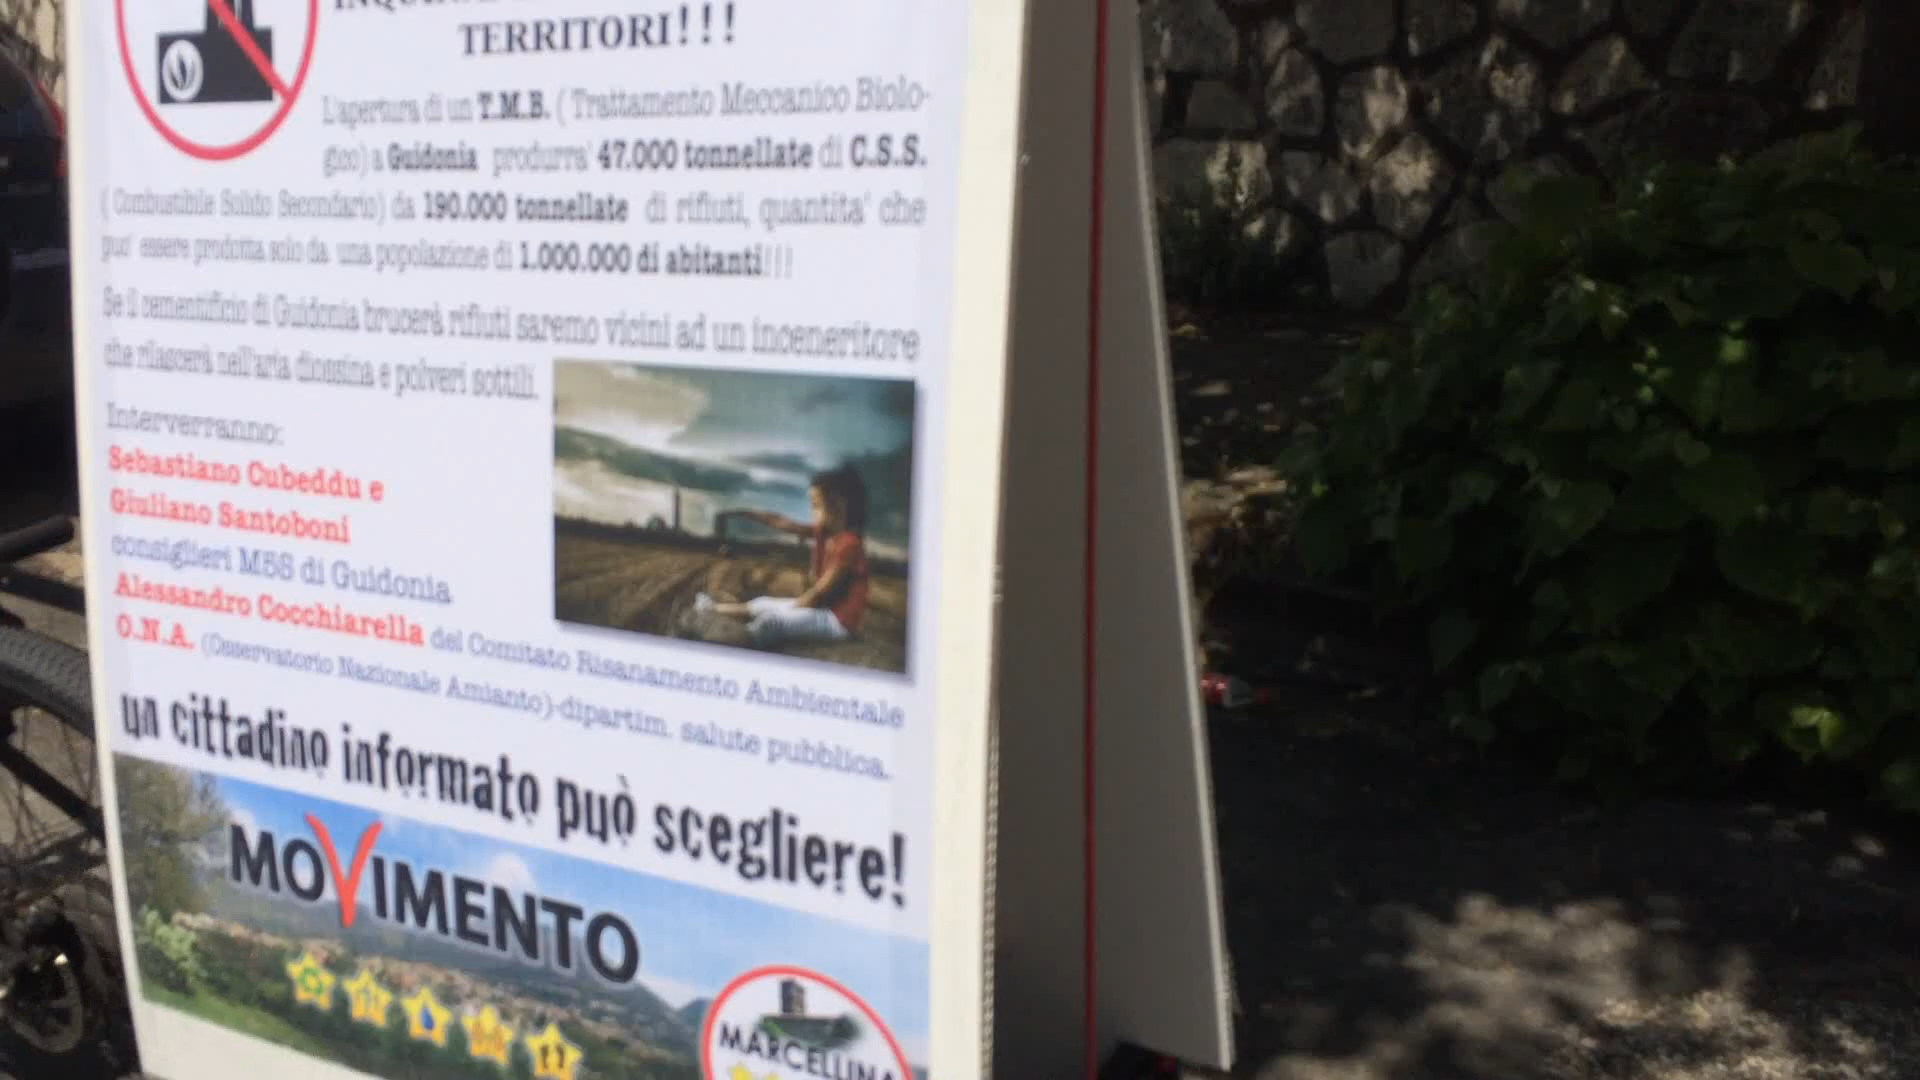 TERRITORI!!!
L'apertura di un T.M.B. ( Trattamento Meccanico Biolo-
gico) a Guidonia produrra' 47.000 tonnellate di C.S.S.
( Combustibile Solido Secondario) da 190.000 tonnellate di rifiuti, quantita' che
puo' essere prodotta solo da una popolazione di 1.000.000 di abitanti!!!
Se il cementificio di Guidonia brucerà rifiuti saremo vicini ad un inceneritore
che rilascerà nell'aria diossina e polveri sottili.
Interverranno:
Sebastiano Cubeddu e
Giuliano Santoboni
consiglieri M5S di Guidonia
Alessandro Cocchiarella del Comitato Risanamento Ambientale
O.N.A. (Osservatorio Nazionale Amianto)-dipartim. salute pubblica.
un cittadino informato può scegliere!
MOVIMENTO
MARCELLINA